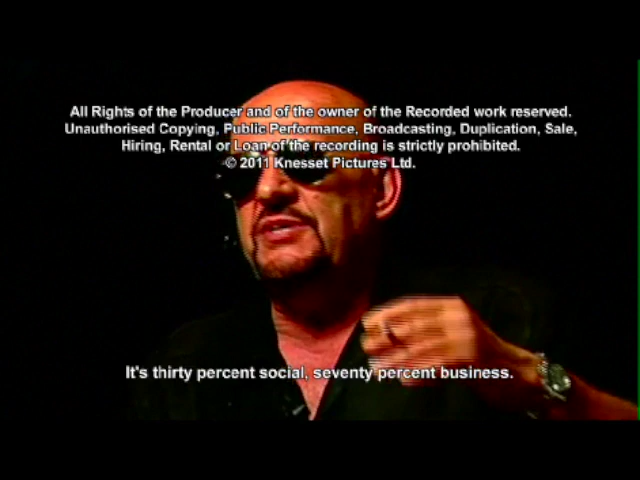 All Rights of the Producer and of the owner of the Recorded work reserved.
Unauthorised Copying, Public Performance, Broadcasting, Duplication, Sale,
Hiring, Rental or Loan of the recording is strictly prohibited.
© 2011 Knesset Pictures Ltd.
It's thirty percent social, seventy percent business.